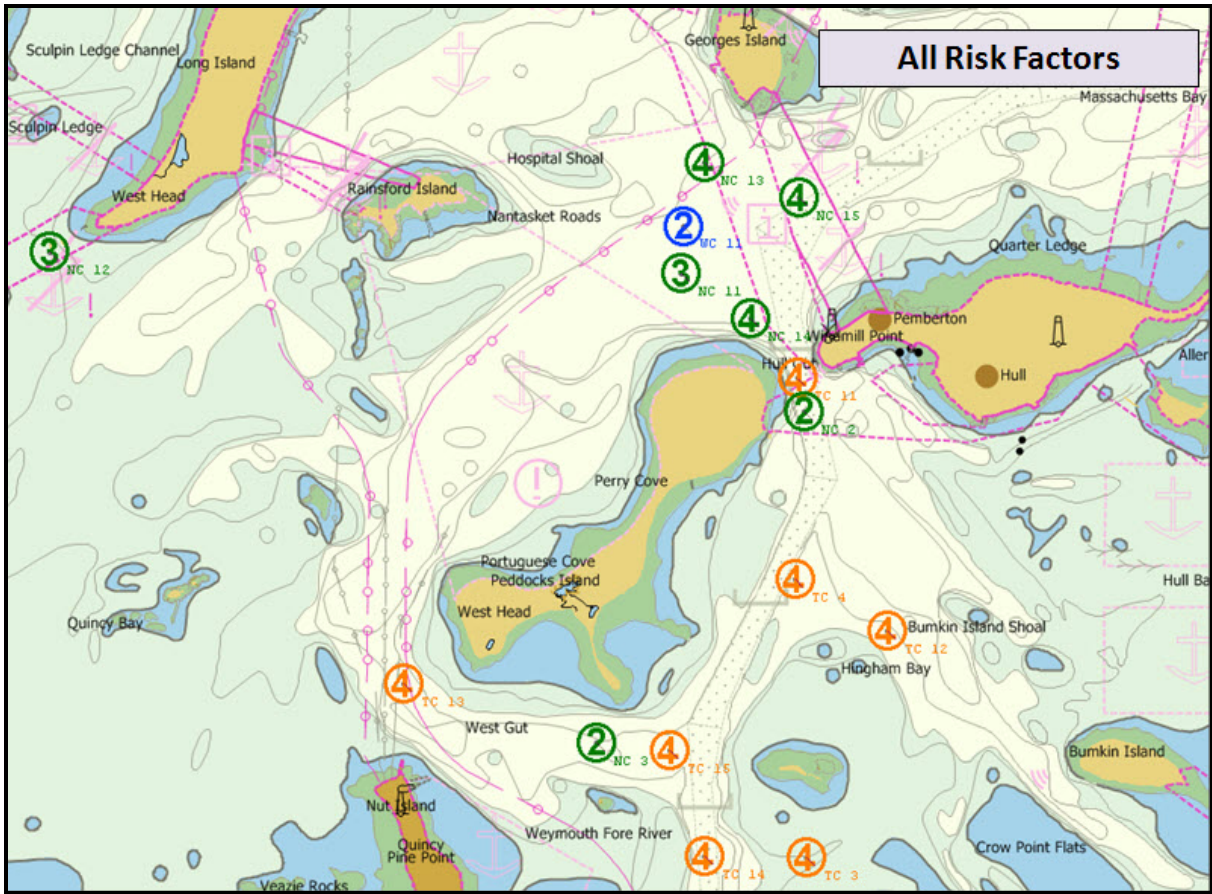 Georges Island
All Risk Factors
Sculpin Ledge Channel
Long Island
Massachusetts Bay
Sculpin Ledge
Hospital Shoal
4
NC 13
West Head
Rainsford Island
4
NC 15
Nantasket Roads
2
WC 11
3
NC 12
Quarter Ledge
3
NC 11
4
NC 14
Windmill Point
Pemberton
Hull Gut
4
TC 11
Hull
2
NC 2
Perry Cove
Portuguese Cove
Peddocks Island
4
TC 4
West Head
Quincy Bay
4
TC 12
Bumkin Island Shoal
Hingham Bay
4
TC 13
West Gut
2
NC 3
4
TC 15
Bumkin Island
Nut Island
Weymouth Fore River
Quincy
Pine Point
4
TC 14
4
TC 3
Crow Point Flats
Veazie Rocks